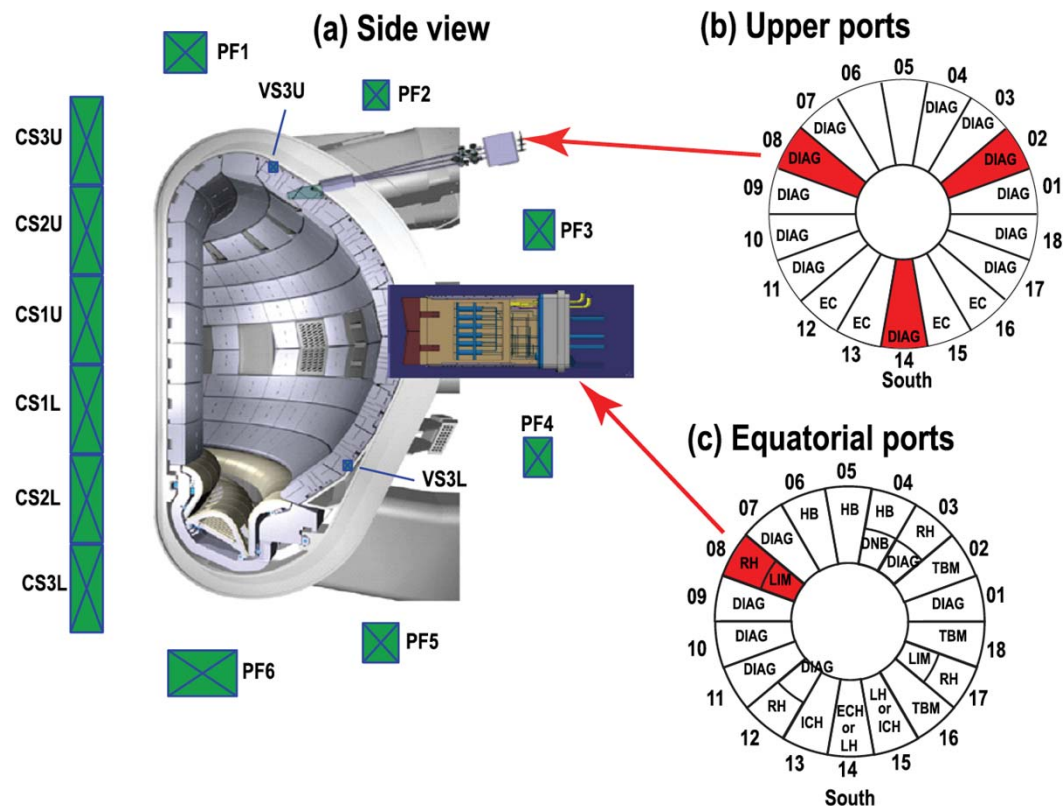 (a) Side view
PF1
PF2
VS3U
CS3U
CS2U
CS1U
CS1L
CS2L
CS3L
PF3
PF4
VS3L
PF5
PF6
(b) Upper ports
05
04
03
02
01
18
17
16
15
14
13
12
11
10
09
08
07
06
DIAG
DIAG
DIAG
DIAG
DIAG
DIAG
EC
DIAG
EC
EC
DIAG
DIAG
DIAG
DIAG
DIAG
South
(c) Equatorial ports
05
04
03
02
01
18
17
16
15
14
13
12
11
10
09
08
07
06
HB
HB
DNB
RH
DIAG
TBM
DIAG
TBM
LIM
RH
TBM
LH
or
ICH
ECH
or
LH
ICH
DIAG
RH
DIAG
DIAG
DIAG
RH
LIM
DIAG
HB
South